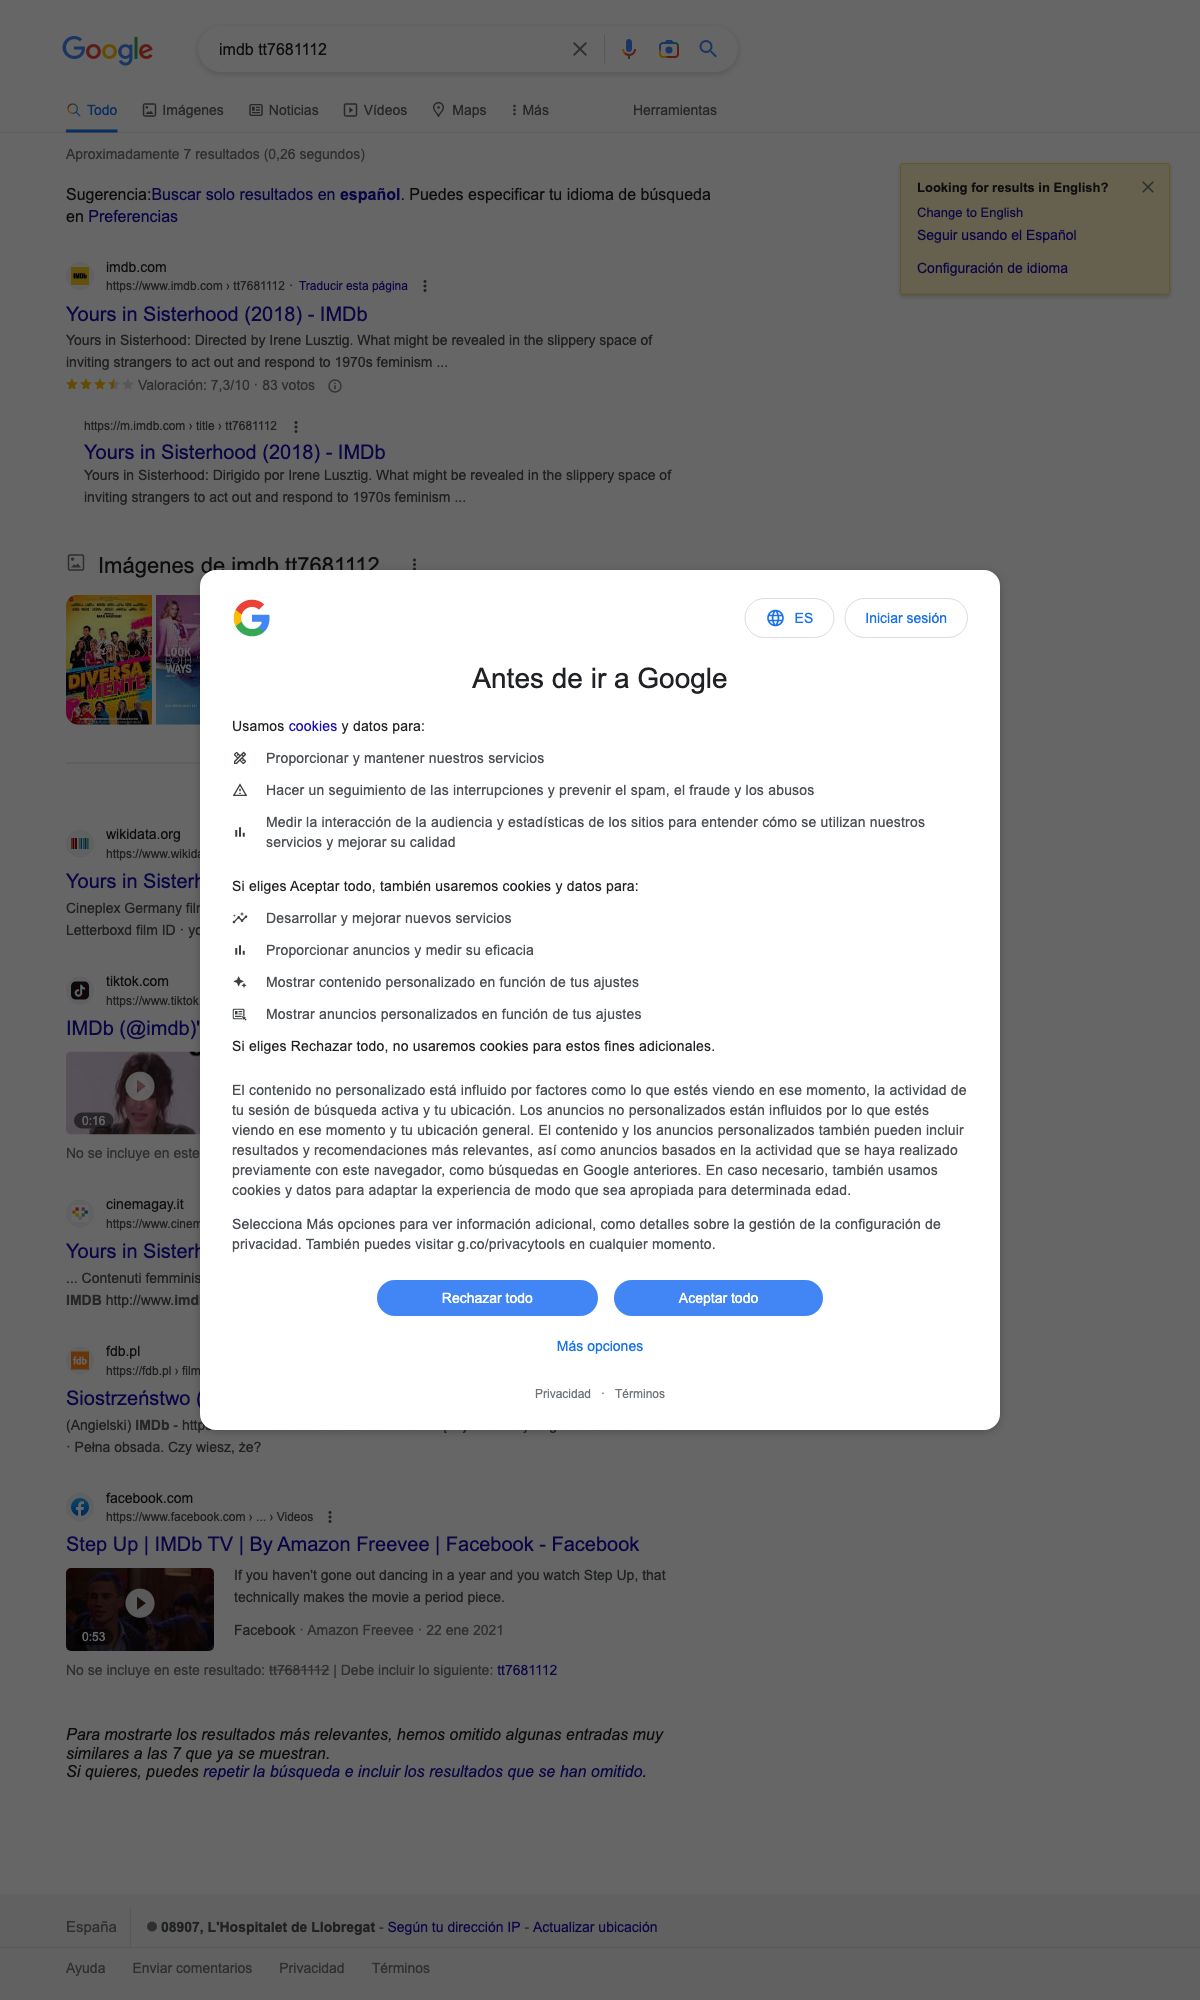 Google
imdb tt7681112
Todo
Imágenes
Noticias
Vídeos
Maps
Más
Herramientas
Aproximadamente 7 resultados (0,26 segundos)
Sugerencia:Buscar solo resultados en español. Puedes especificar tu idioma de búsqueda
en Preferencias
Looking for results in English?
Change to English
Seguir usando el Español
Configuración de idioma
imdb.com
https://www.imdb.com › tt7681112 · Traducir esta página
Yours in Sisterhood (2018) - IMDb
Yours in Sisterhood: Directed by Irene Lusztig. What might be revealed in the slippery space of
inviting strangers to act out and respond to 1970s feminism ...
Valoración: 7,3/10 · 83 votos
https://m.imdb.com › title › tt7681112
Yours in Sisterhood (2018) - IMDb
Yours in Sisterhood: Dirigido por Irene Lusztig. What might be revealed in the slippery space of
inviting strangers to act out and respond to 1970s feminism ...
Imágenes de imdb tt7681112
DIVERSA
MENTE
LOOK
BOTH
WAYS
ES
Iniciar sesión
Antes de ir a Google
Usamos cookies y datos para:
Proporcionar y mantener nuestros servicios
Hacer un seguimiento de las interrupciones y prevenir el spam, el fraude y los abusos
Medir la interacción de la audiencia y estadísticas de los sitios para entender cómo se utilizan nuestros
servicios y mejorar su calidad
Si eliges Aceptar todo, también usaremos cookies y datos para:
Desarrollar y mejorar nuevos servicios
Proporcionar anuncios y medir su eficacia
Mostrar contenido personalizado en función de tus ajustes
Mostrar anuncios personalizados en función de tus ajustes
Si eliges Rechazar todo, no usaremos cookies para estos fines adicionales.
El contenido no personalizado está influido por factores como lo que estés viendo en ese momento, la actividad de
tu sesión de búsqueda activa y tu ubicación. Los anuncios no personalizados están influidos por lo que estés
viendo en ese momento y tu ubicación general. El contenido y los anuncios personalizados también pueden incluir
resultados y recomendaciones más relevantes, así como anuncios basados en la actividad que se haya realizado
previamente con este navegador, como búsquedas en Google anteriores. En caso necesario, también usamos
cookies y datos para adaptar la experiencia de modo que sea apropiada para determinada edad.
Selecciona Más opciones para ver información adicional, como detalles sobre la gestión de la configuración de
privacidad. También puedes visitar g.co/privacytools en cualquier momento.
Rechazar todo
Aceptar todo
Más opciones
Privacidad · Términos
wikidata.org
https://www.wikida
Yours in Sisterh
Cineplex Germany
Letterboxd film ID ·
tiktok.com
https://www.tiktok
IMDb (@imdb)'
0:16
No se incluye en este
cinemagay.it
https://www.cinem
Yours in Sisterh
... Contenuti femminis
IMDB http://www.imd
fdb.pl
https://fdb.pl › film
fdb
Siostrzeństwo (
(Angielski) IMDb - http
· Pełna obsada. Czy wiesz, że?
facebook.com
https://www.facebook.com › ... › Videos
Step Up | IMDb TV | By Amazon Freevee | Facebook - Facebook
0:53
If you haven't gone out dancing in a year and you watch Step Up, that
technically makes the movie a period piece.
Facebook · Amazon Freevee · 22 ene 2021
No se incluye en este resultado: tt7681112 | Debe incluir lo siguiente: tt7681112
Para mostrarte los resultados más relevantes, hemos omitido algunas entradas muy
similares a las 7 que ya se muestran.
Si quieres, puedes repetir la búsqueda e incluir los resultados que se han omitido.
España
08907, L'Hospitalet de Llobregat - Según tu dirección IP - Actualizar ubicación
Ayuda
Enviar comentarios
Privacidad
Términos